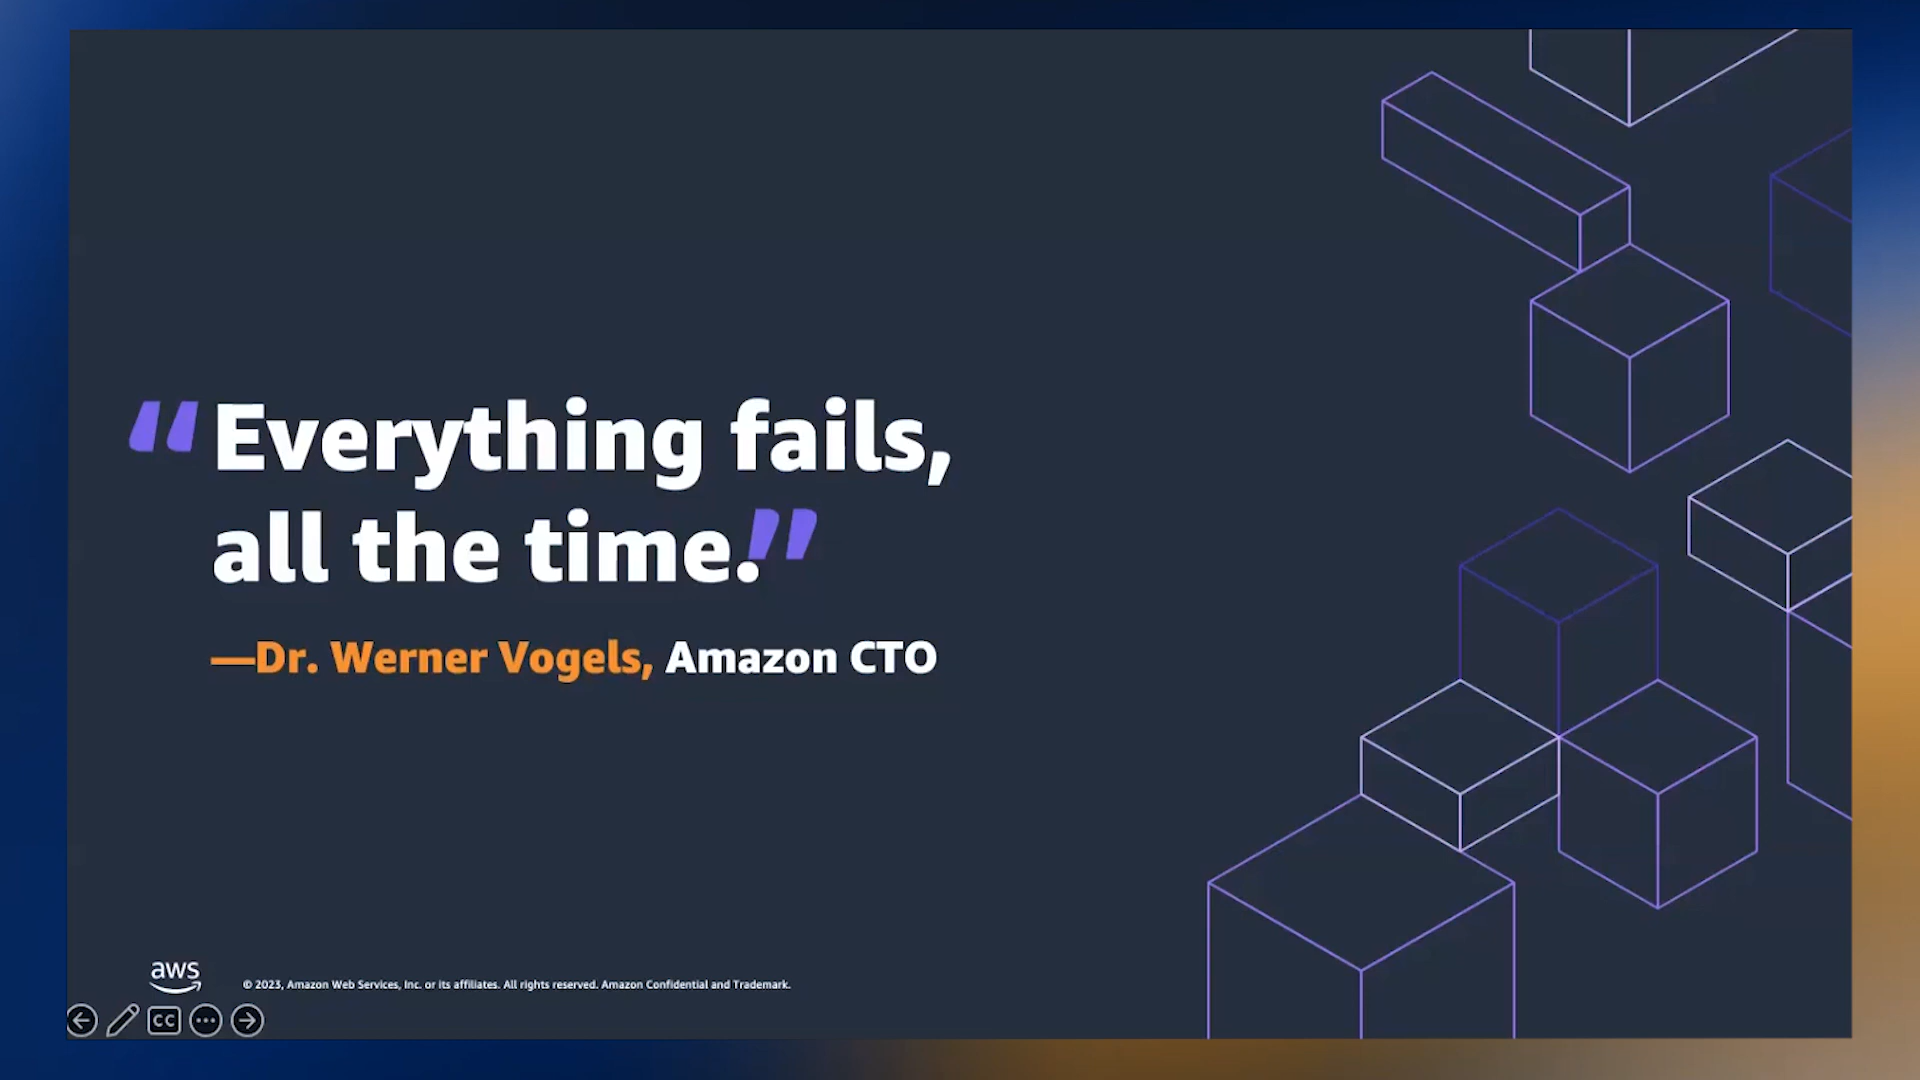 “Everything fails,
all the time.”
—Dr. Werner Vogels, Amazon CTO
aws
© 2023, Amazon Web Services, Inc. or its affiliates. All rights reserved. Amazon Confidential and Trademark.
CC